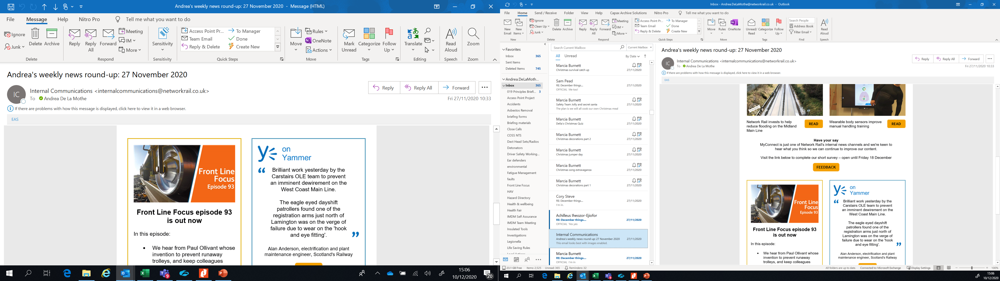 Andrea's weekly news round-up: 27 November 2020 - Message (HTML)
File Message Help Nitro Pro Tell me what you want to do
Ignore
Junk
Delete
Archive
Reply
Reply All
Forward
Meeting
IM
More
Sensitivity
Access Point Pr...
Team Email
Reply & Delete
To Manager
Done
Create New
Move
Rules
OneNote
Actions
Mark Unread
Categorize
Follow Up
Translate
Read Aloud
Zoom
Delete Respond Sensitivity Quick Steps Move Tags Editing Speech Zoom
Andrea's weekly news round-up: 27 November 2020
IC
Internal Communications <internalcommunications@networkrail.co.uk>
To Andrea De La Mothe
Reply Reply All Forward
Fri 27/11/2020 10:33
If there are problems with how this message is displayed, click here to view it in a web browser.
EAS
Front Line
Focus
Episode 93
Front Line Focus episode 93
is out now
In this episode:
• We hear from Paul Ollivant whose
invention to prevent runaway
trolleys, and keep colleagues
on
Yammer
“ Brilliant work yesterday by the
Carstairs OLE team to prevent
an imminent dewirement on the
West Coast Main Line.
The eagle eyed dayshift
patrollers found one of the
registration arms just north of
Lamington was on the verge of
failure due to wear on the 'hook
and eye fitting'. ”
Alan Anderson, electrification and plant
maintenance engineer, Scotland's Railway
9
15:06
10/12/2020
20
Inbox - Andrea.DeLaMothe@networkrail.co.uk - Outlook
File Home Send / Receive Folder View Help Capax Archive Solutions Nitro Pro Tell me what you want to do
New Email
New Items
Ignore
Clean Up
Junk
Delete
Archive
Reply
Reply All
Forward
Meeting
IM
More
Access Point Pr...
Team Email
Reply & Delete
To Manager
Done
Create New
Move
Rules
OneNote
Unread/ Read
Categorize
Follow Up
Search People
Address Book
Filter Email
Read Aloud
New Delete Respond Quick Steps Move Tags Find Speech
Favorites
Inbox 365
Sent Items
Deleted Items 745
Andrea.DeLaMoth...
Inbox 365
019 Principles Briefi... 3
Access Point Project
Accidents
Asbestos Removal
briefing forms
Briefing materials
Close Calls
COSS NTS
Dect Head Sets/Radios
Detonators
Driver Safety Working...
Ear defenders
environmental
Fatigue Management
faults
Front Line Focus
HAV
Hazard Directory
Health & wellbeing
Health Fair
IMDM Self Assurance
IMDM Team Meeting
Insulated Tools
Investigations
Legionella
Life Saving Rules
Search Current Mailbox Current Mailbox
All Unread By Date
Marcia Burnett
Christmas survival catch up 27/11/2020
Sam Pead
RE: December things... 27/11/2020
OFFICIAL Me too!
Marcia Burnett
Safety Team Jolly and secret santa 27/11/2020
The plan is we will all cook our own Christmas meal
Marcia Burnett
Delia's Christmas Quiz 27/11/2020
Marcia Burnett
Christmas decorations part 2 27/11/2020
Marcia Burnett
Christmas jumper day 27/11/2020
Marcia Burnett
Christmas song extravaganza 27/11/2020
Marcia Burnett
Christmas decorations part 1 27/11/2020
Cory Steve
RE: December things... 27/11/2020
I'm in.
Achilleus Iheozor-Ejiofor
RE: December things.... 27/11/2020
OFFICIAL Yes yes
Internal Communications
Andrea's weekly news round-up: 27 November 2020 27/11/2020
This email looks best with images enabled.
Marcia Burnett
RE: December things.... 27/11/2020
OFFICIAL I'm in
Andrea's weekly news round-up: 27 November 2020
IC
Internal Communications <internalcommunications@networkrail.co.uk>
To Andrea De La Mothe
Reply Reply All Forward
Fri 27/11/2020 10:33
If there are problems with how this message is displayed, click here to view it in a web browser.
EAS
Network Rail invests to help
reduce flooding on the Midland
Main Line
READ
Wearable body sensors improve
manual handling training
READ
Have your say
MyConnect is just one of Network Rail's internal news channels and we're keen to
hear what you think so we can continue to improve our content.
Visit the link below to complete our short survey – open until Friday 18 December
FEEDBACK
Front Line
Focus
Episode 93
Front Line Focus episode 93
is out now
In this episode:
• We hear from Paul Ollivant whose
invention to prevent runaway
trolleys, and keep colleagues
on
Yammer
“ Brilliant work yesterday by the
Carstairs OLE team to prevent
an imminent dewirement on the
West Coast Main Line.
The eagle eyed dayshift
patrollers found one of the
registration arms just north of
Lamington was on the verge of
failure due to wear on the 'hook
and eye fitting'. ”
Alan Anderson, electrification and plant
maintenance engineer, Scotland's Railway
23.1 GB Free Items: 2,525 Unread: 365 Reminders: 32
All folders are up to date. Connected to: Microsoft Exchange Display Settings 100%
15:06
10/12/2020